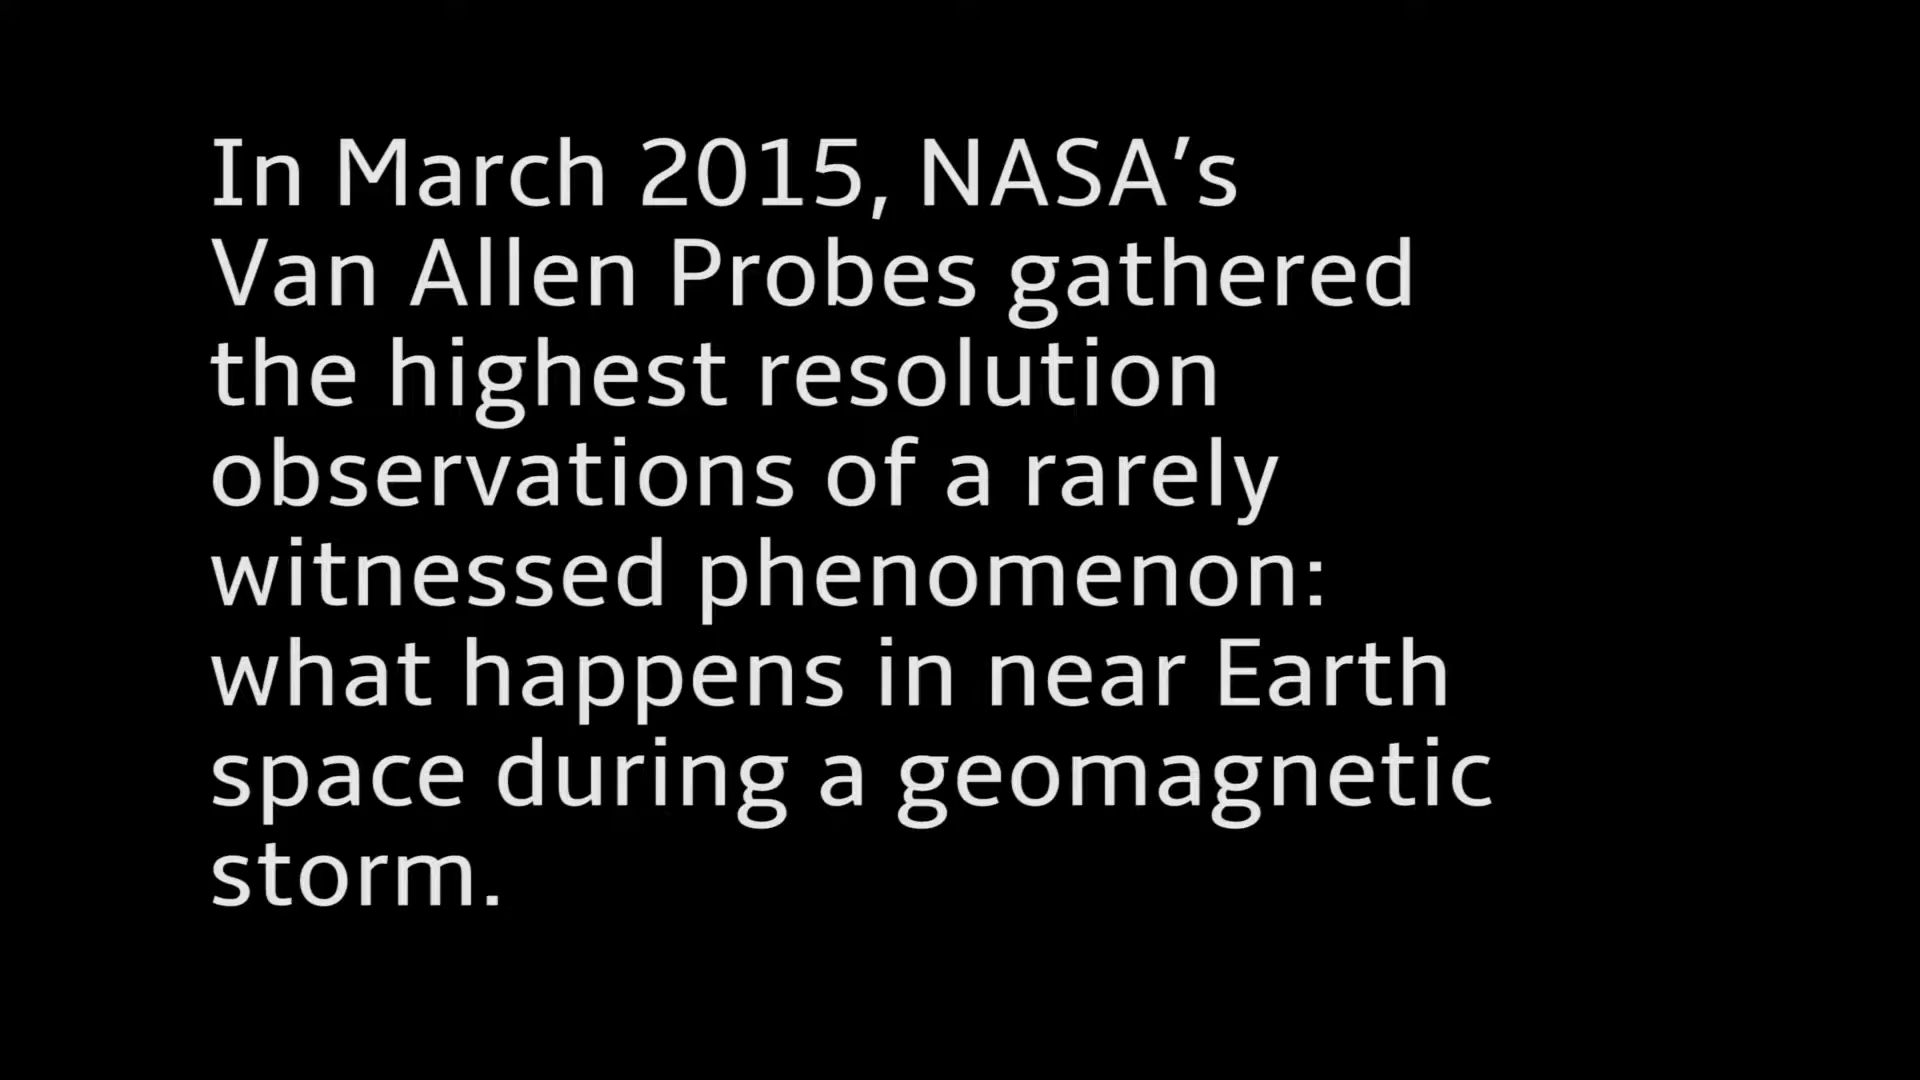 In March 2015, NASA’s
Van Allen Probes gathered
the highest resolution
observations of a rarely
witnessed phenomenon:
what happens in near Earth
space during a geomagnetic
storm.